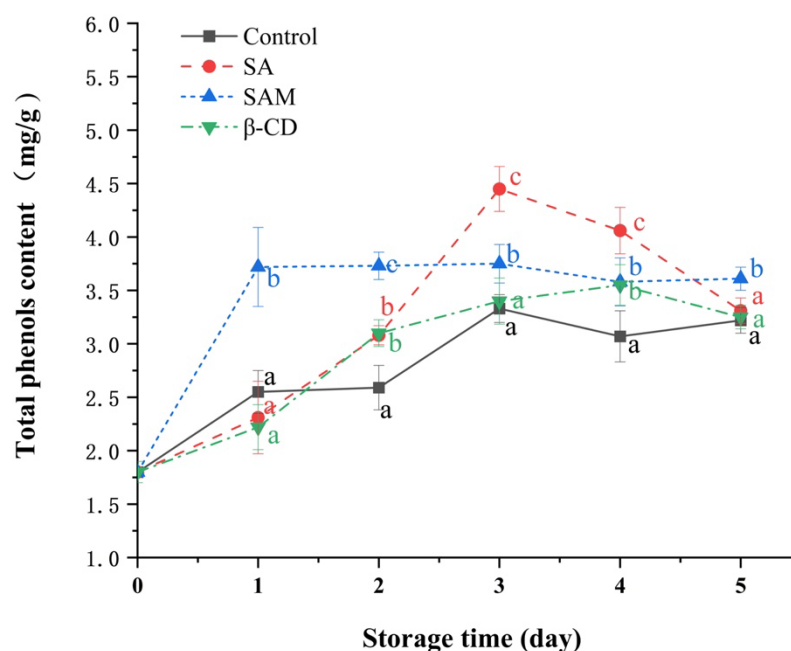 Control
SA
SAM
β-CD
Total phenols content （mg/g）
6.0
5.5
5.0
4.5
4.0
3.5
3.0
2.5
2.0
1.5
1.0
a
a
a
b
b
b
c
a
c
b
a
a
c
b
b
a
b
a
a
a
0
1
2
3
4
5
Storage time (day)